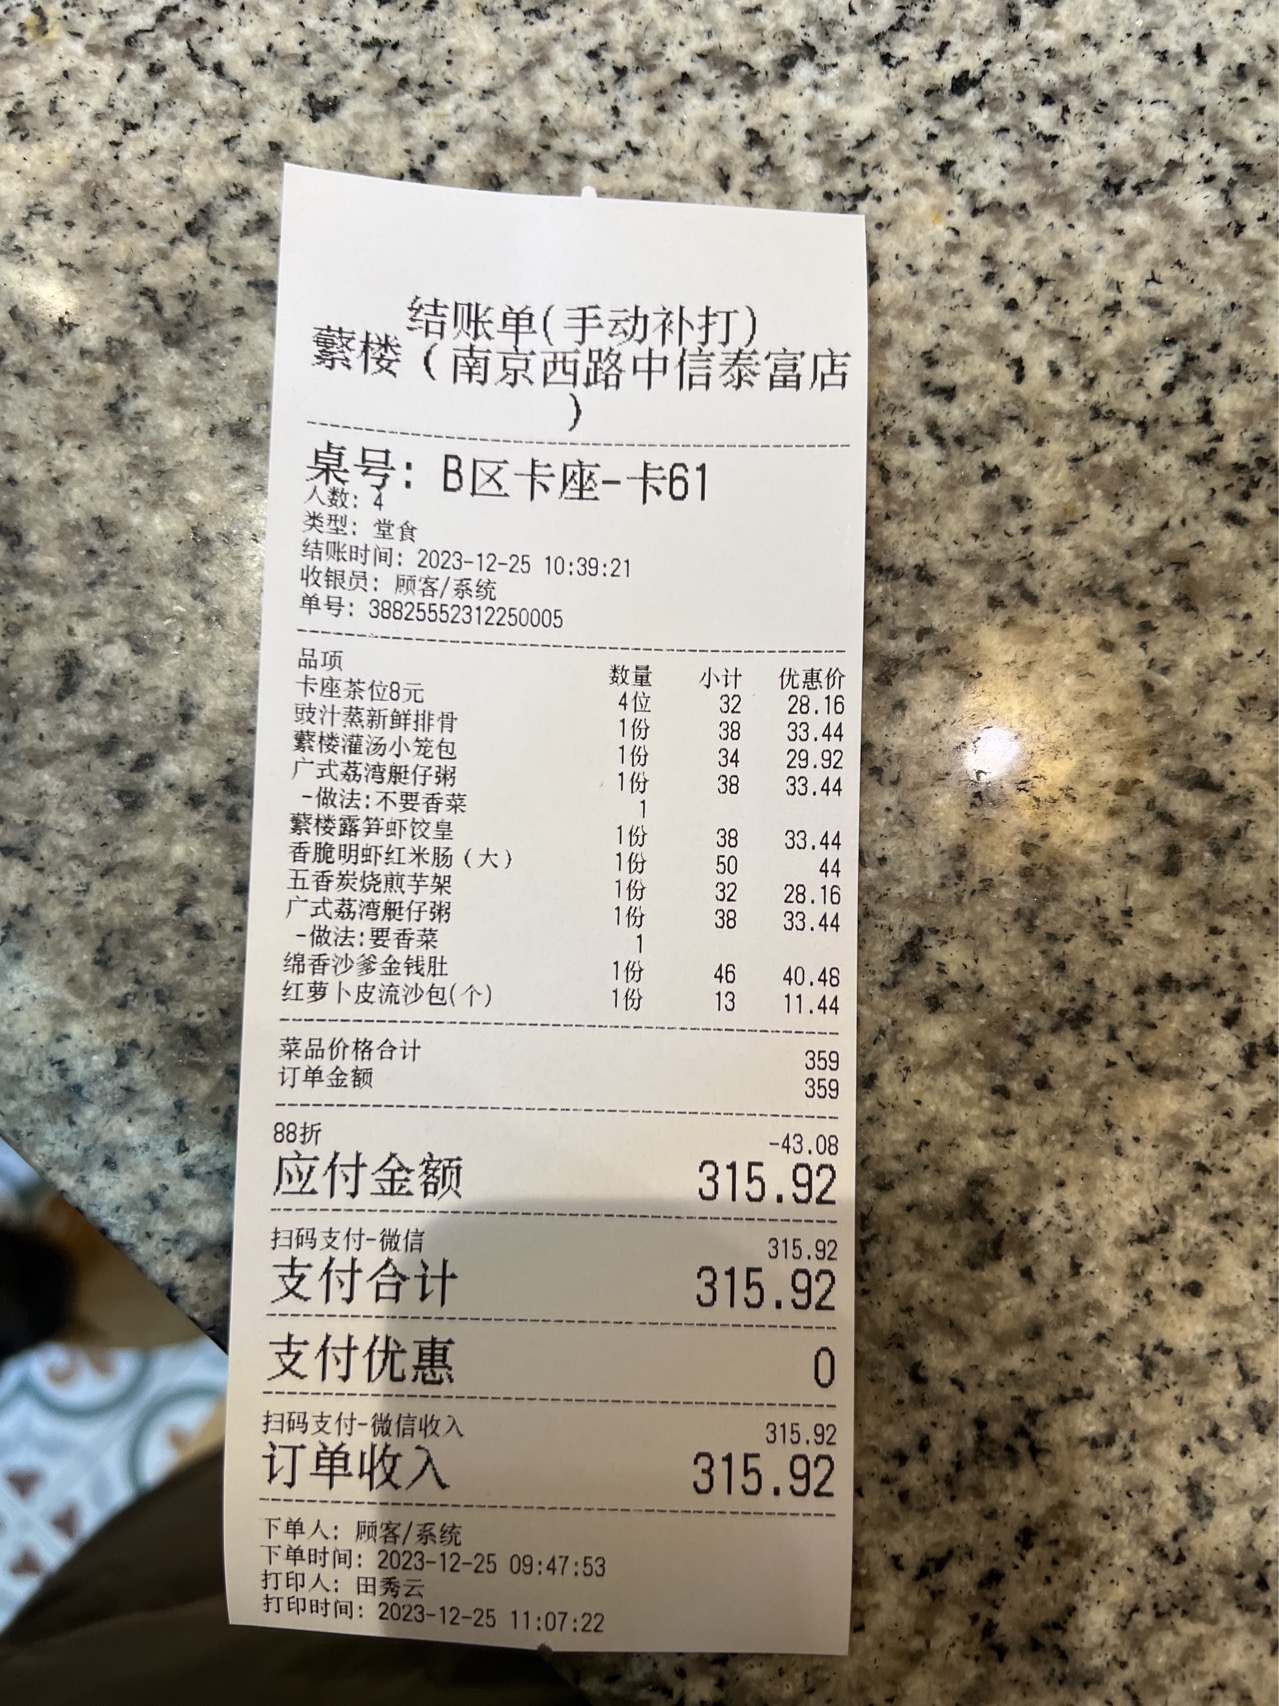 结账单(手动补打)
蘩楼（南京西路中信泰富店
）
桌号：B区卡座-卡61
人数：4
类型：堂食
结账时间：2023-12-25 10:39:21
收银员：顾客/系统
单号：38825552312250005
品项 数量 小计 优惠价
卡座茶位8元 4位 32 28.16
豉汁蒸新鲜排骨 1份 38 33.44
蘩楼灌汤小笼包 1份 34 29.92
广式荔湾艇仔粥 1份 38 33.44
-做法:不要香菜 1
蘩楼露笋虾饺皇 1份 38 33.44
香脆明虾红米肠（大） 1份 50 44
五香炭烧煎芋架 1份 32 28.16
广式荔湾艇仔粥 1份 38 33.44
-做法:要香菜 1
绵香沙爹金钱肚 1份 46 40.48
红萝卜皮流沙包(个) 1份 13 11.44
菜品价格合计 359
订单金额 359
88折 -43.08
应付金额 315.92
扫码支付-微信 315.92
支付合计 315.92
支付优惠 0
扫码支付-微信收入 315.92
订单收入 315.92
下单人：顾客/系统
下单时间：2023-12-25 09:47:53
打印人：田秀云
打印时间：2023-12-25 11:07:22